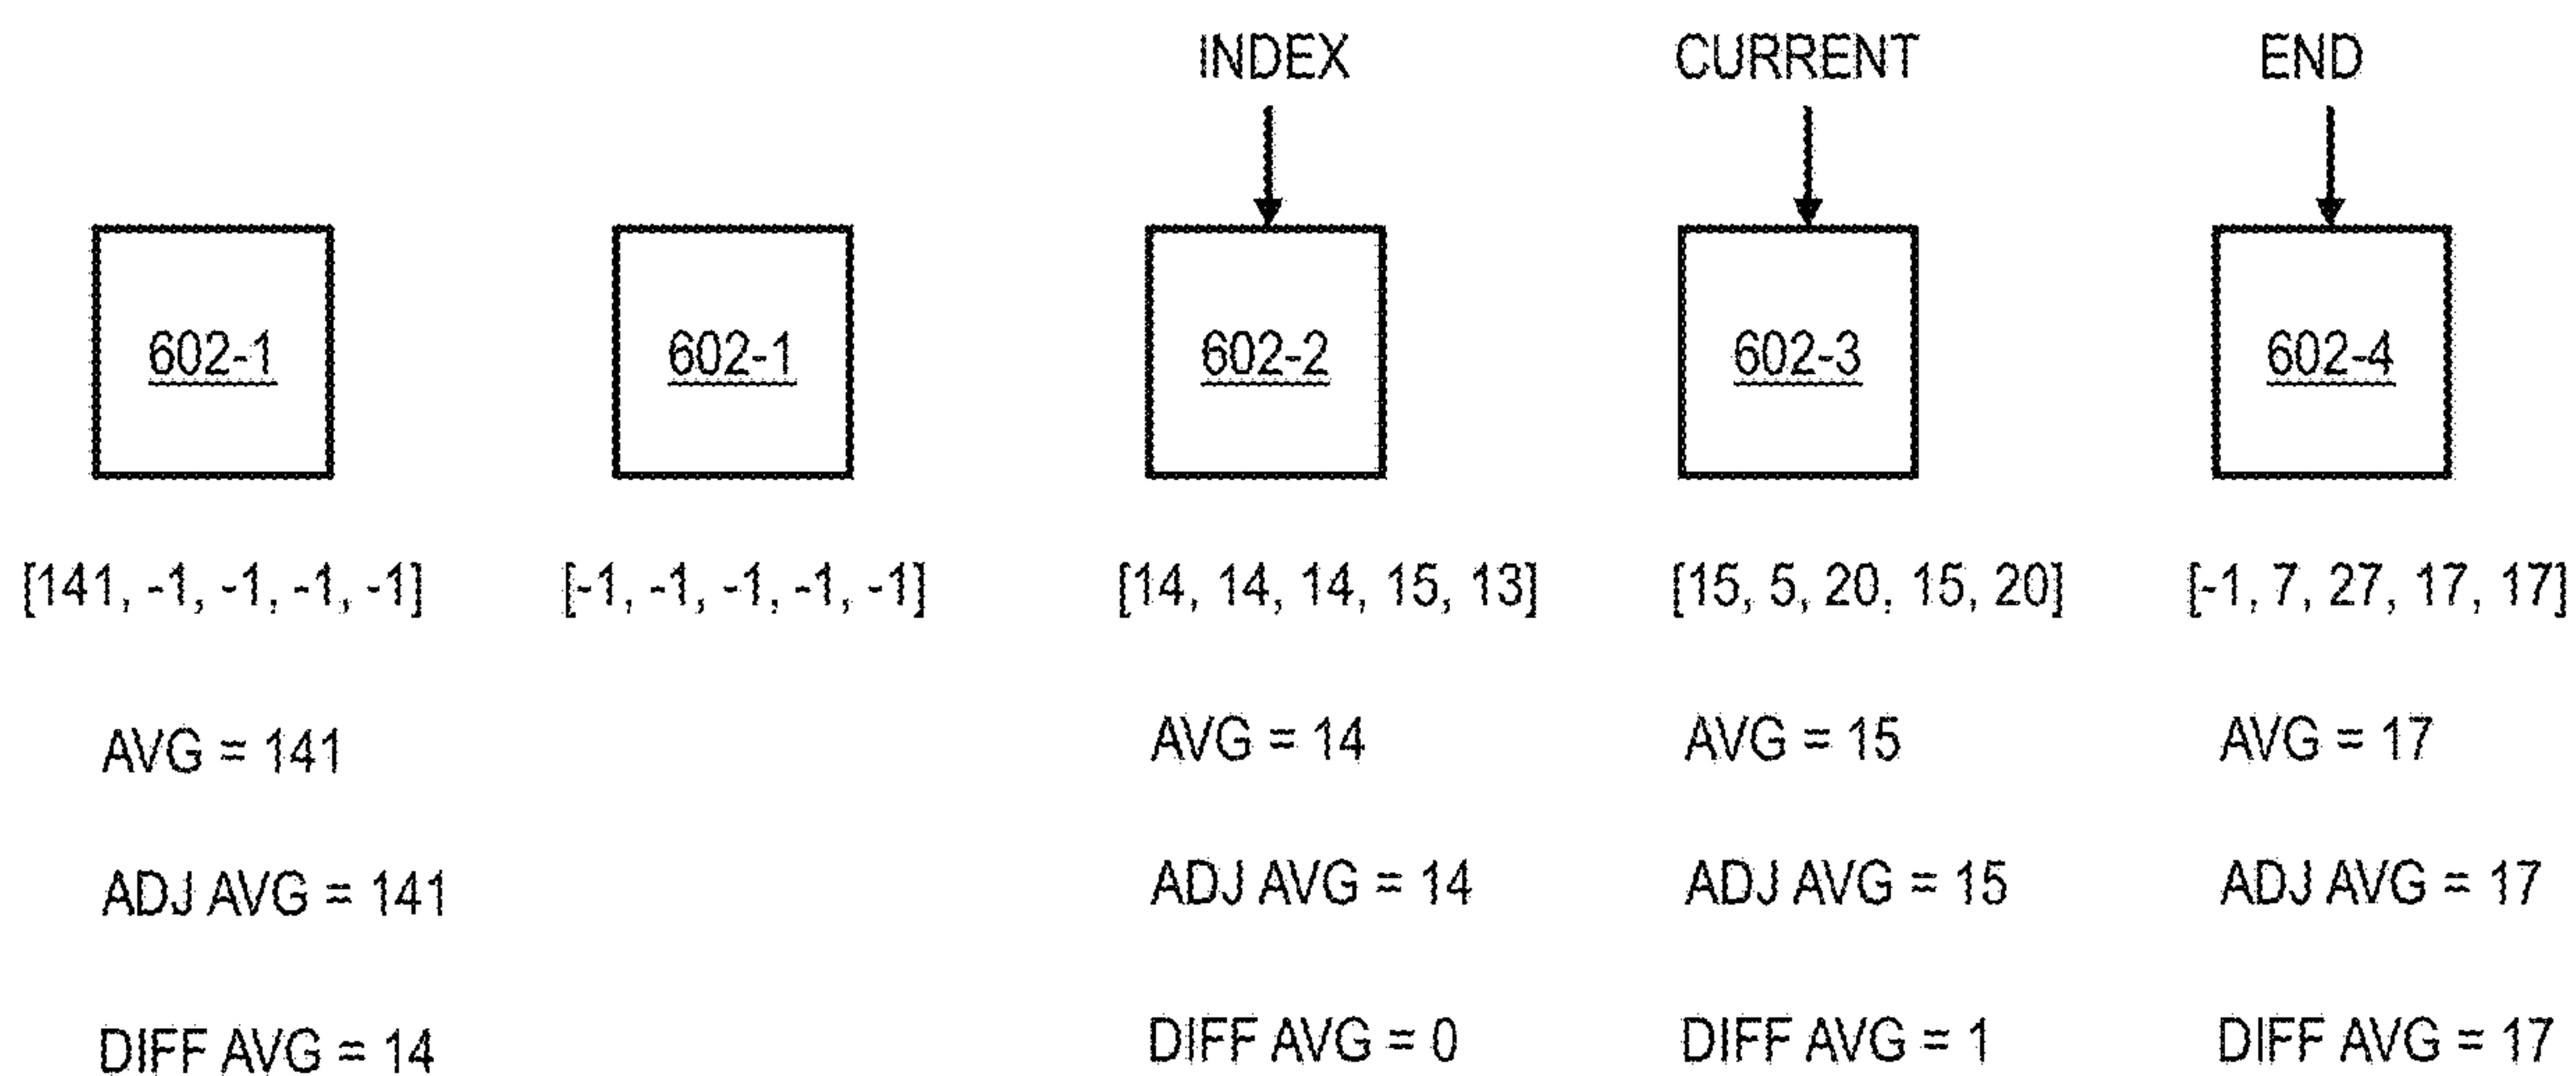 INDEX CURRENT END
602-1 602-1 602-2 602-3 602-4
[141, -1, -1, -1, -1] [-1, -1, -1, -1, -1] [14, 14, 14, 15, 13] [15, 5, 20, 15, 20] [-1, 7, 27, 17, 17]
AVG = 141 AVG = 14 AVG = 15 AVG = 17
ADJ AVG = 141 ADJ AVG = 14 ADJ AVG = 15 ADJ AVG = 17
DIFF AVG = 14 DIFF AVG = 0 DIFF AVG = 1 DIFF AVG = 17